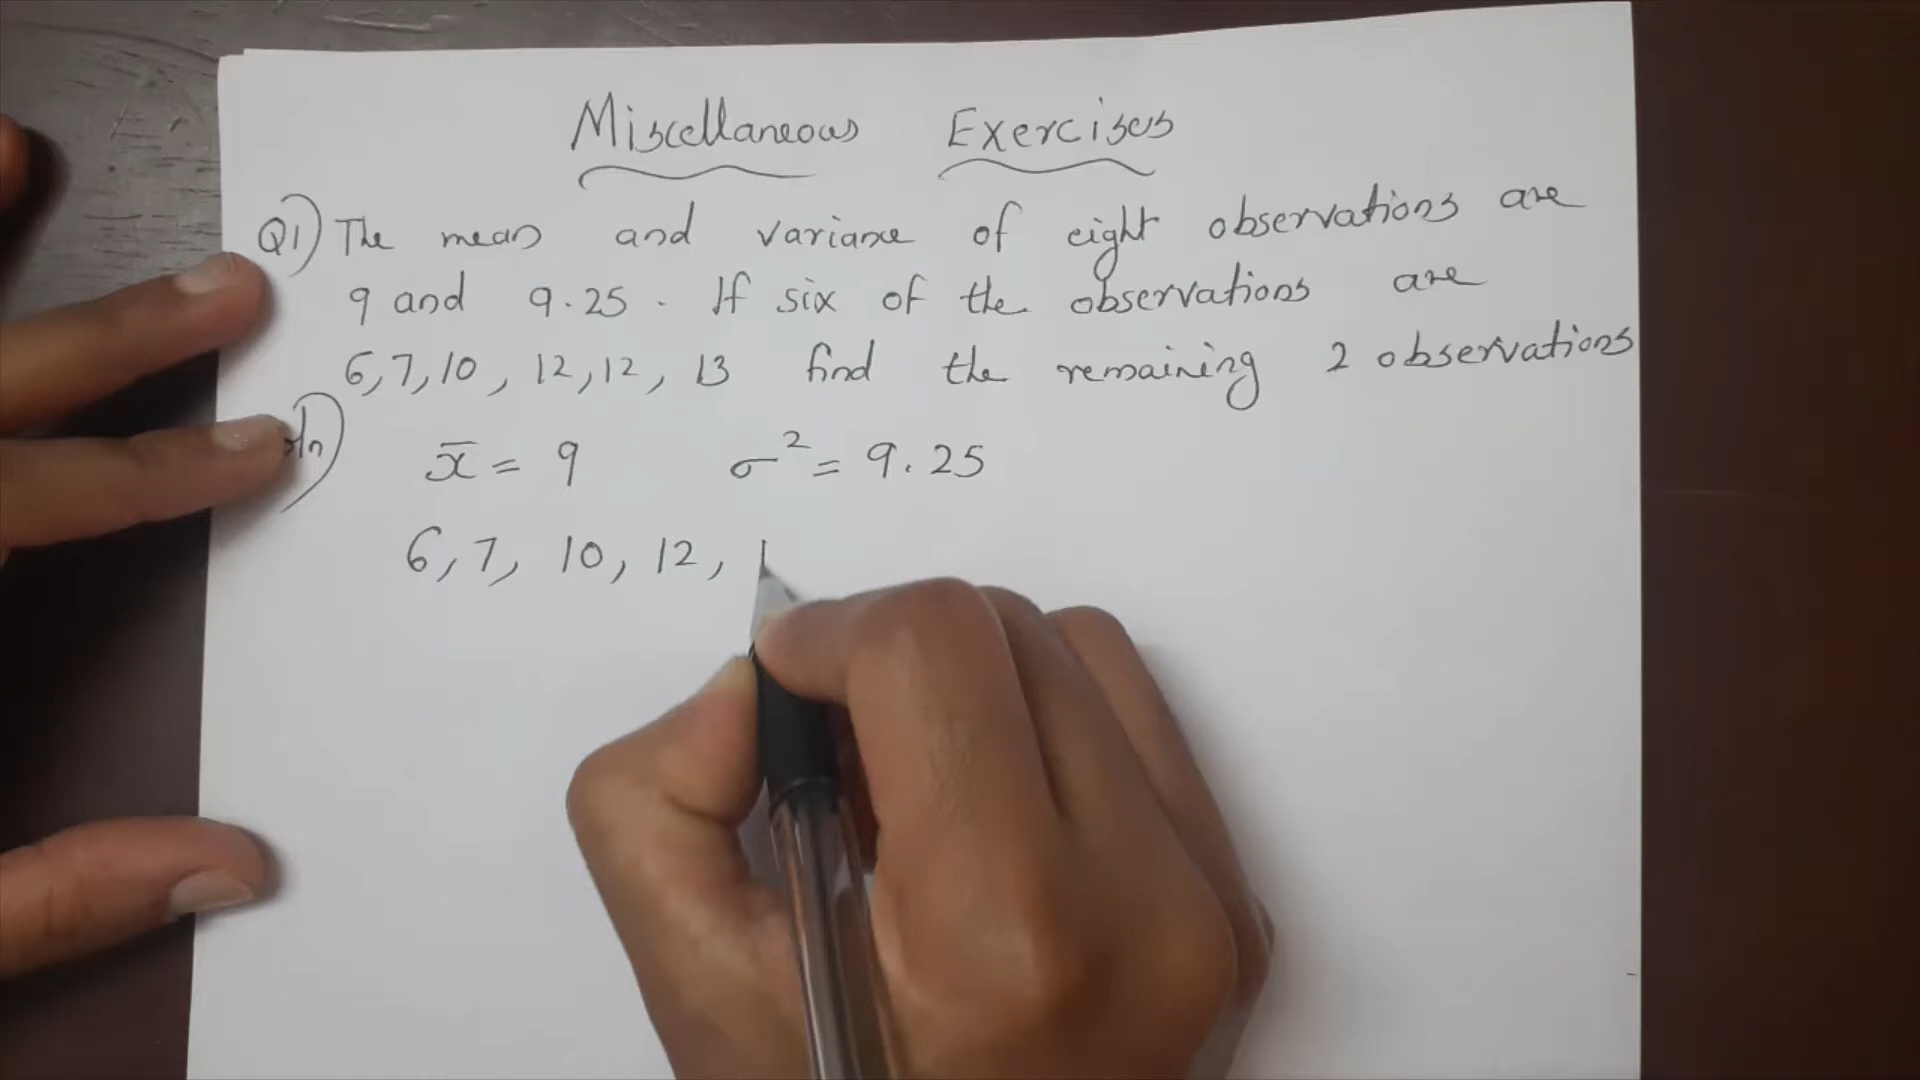 Miscellaneous Exercises
Q1) The mean and variance of eight observations are
9 and 9.25. If six of the observations are
6,7,10, 12,12, 13 find the remaining 2 observations
x̄ = 9 σ² = 9.25
6,7, 10, 12, 1